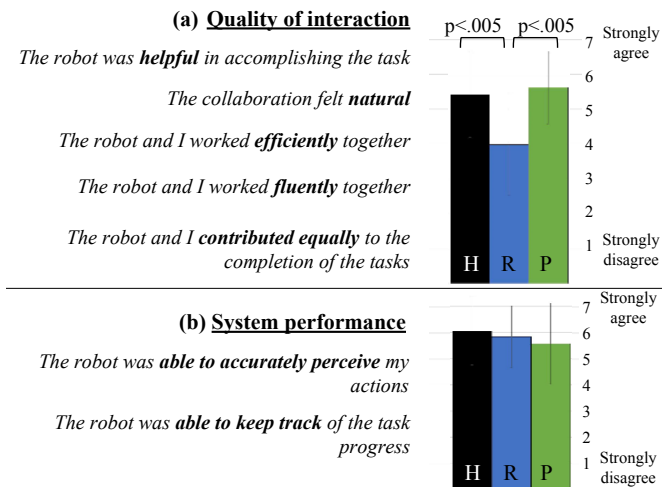 (a) Quality of interaction
p<.005 p<.005
7 Strongly agree
The robot was helpful in accomplishing the task
6
The collaboration felt natural
5
The robot and I worked efficiently together
4
The robot and I worked fluently together
3
2
The robot and I contributed equally to the
completion of the tasks
1 Strongly disagree
H R P
(b) System performance
7 Strongly agree
6
The robot was able to accurately perceive my
actions
5
4
The robot was able to keep track of the task
progress
3
2
1 Strongly disagree
H R P